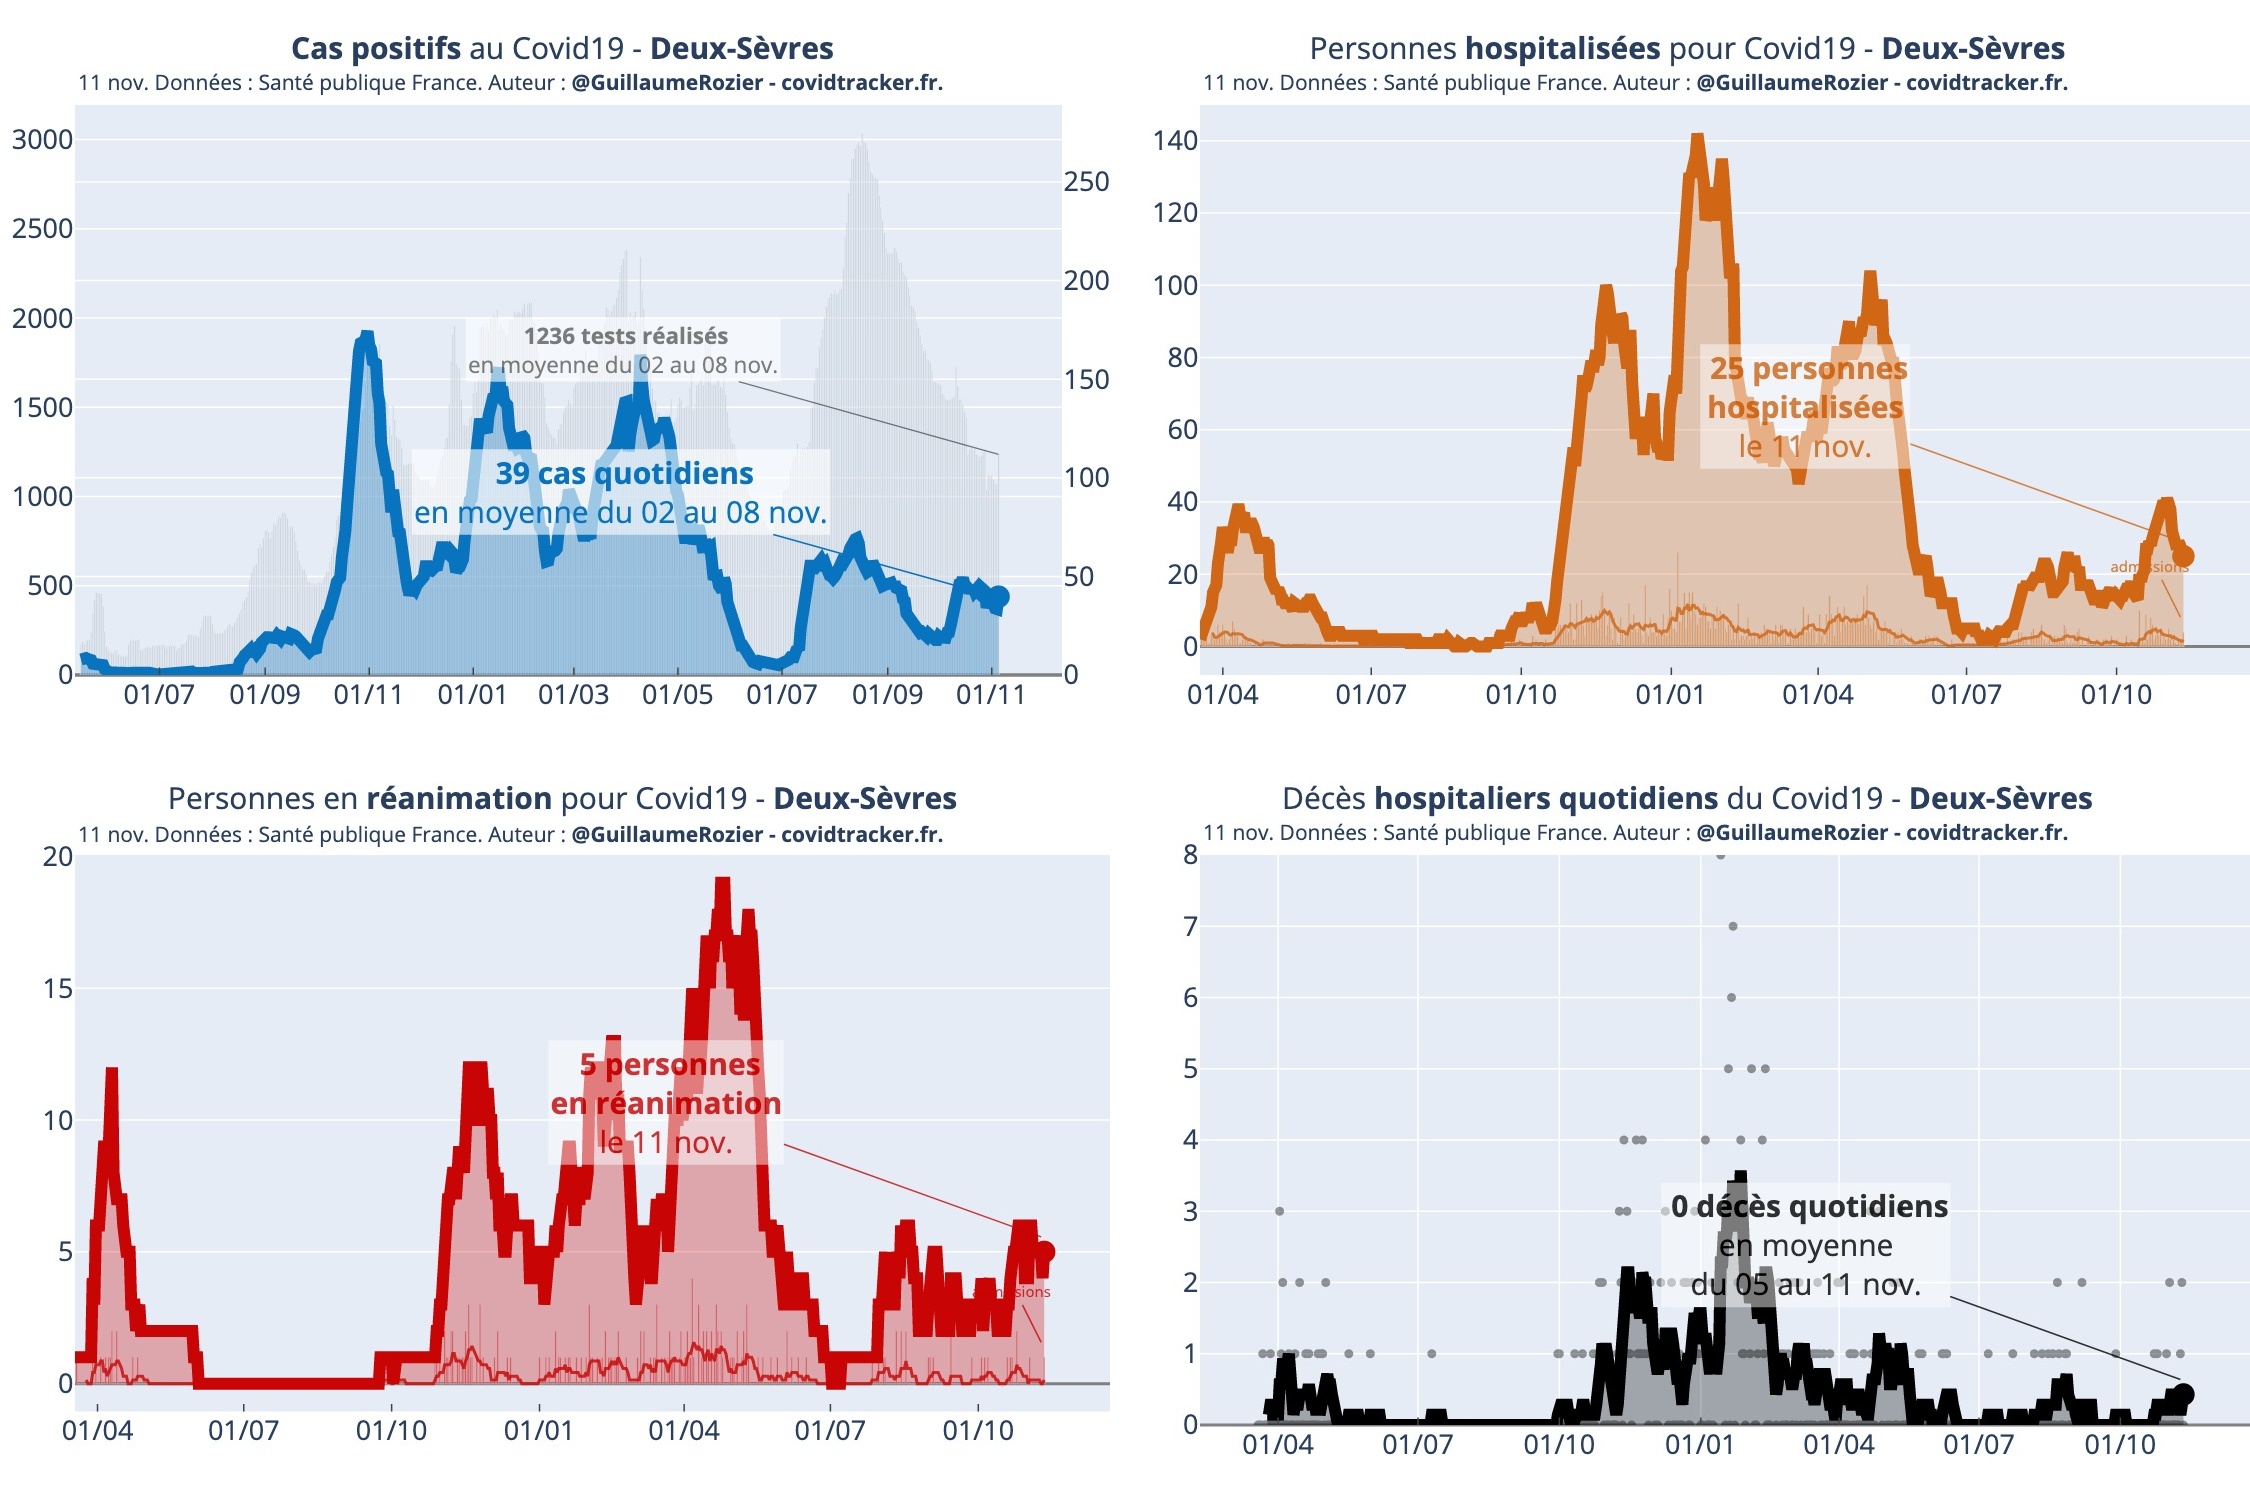 Cas positifs au Covid19 - Deux-Sèvres
11 nov. Données : Santé publique France. Auteur : @GuillaumeRozier - covidtracker.fr.
3000
2500
2000
1500
1000
500
0
250
200
150
100
50
0
1236 tests réalisés
en moyenne du 02 au 08 nov.
39 cas quotidiens
en moyenne du 02 au 08 nov.
01/07 01/09 01/11 01/01 01/03 01/05 01/07 01/09 01/11
Personnes hospitalisées pour Covid19 - Deux-Sèvres
11 nov. Données : Santé publique France. Auteur : @GuillaumeRozier - covidtracker.fr.
140
120
100
80
60
40
20
0
25 personnes
hospitalisées
le 11 nov.
admissions
01/04 01/07 01/10 01/01 01/04 01/07 01/10
Personnes en réanimation pour Covid19 - Deux-Sèvres
11 nov. Données : Santé publique France. Auteur : @GuillaumeRozier - covidtracker.fr.
20
15
10
5
0
5 personnes
en réanimation
le 11 nov.
admissions
01/04 01/07 01/10 01/01 01/04 01/07 01/10
Décès hospitaliers quotidiens du Covid19 - Deux-Sèvres
11 nov. Données : Santé publique France. Auteur : @GuillaumeRozier - covidtracker.fr.
8
7
6
5
4
3
2
1
0
0 décès quotidiens
en moyenne
du 05 au 11 nov.
01/04 01/07 01/10 01/01 01/04 01/07 01/10